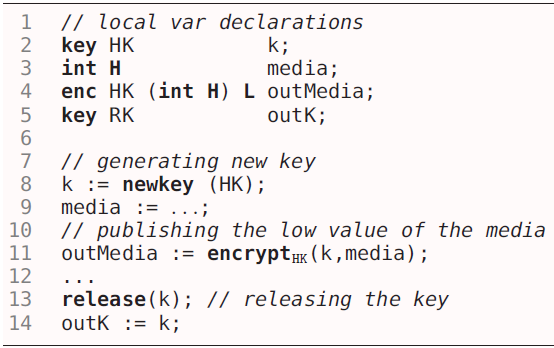 1 // local var declarations
2 key HK k;
3 int H media;
4 enc HK (int H) L outMedia;
5 key RK outK;
6
7 // generating new key
8 k := newkey (HK);
9 media := ...;
10 // publishing the low value of the media
11 outMedia := encryptHK(k,media);
12 ...
13 release(k); // releasing the key
14 outK := k;